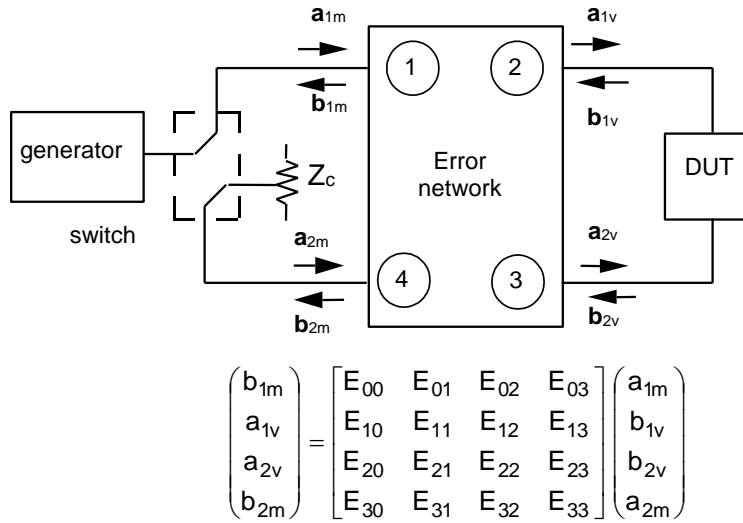 a1m
a1v
1
2
b1m
b1v
generator
Zc
Error
network
DUT
switch
a2m
a2v
4
3
b2m
b2v
(b1m) = [E00 E01 E02 E03] (a1m)
(a1v) [E10 E11 E12 E13] (b1v)
(a2v) [E20 E21 E22 E23] (b2v)
(b2m) [E30 E31 E32 E33] (a2m)